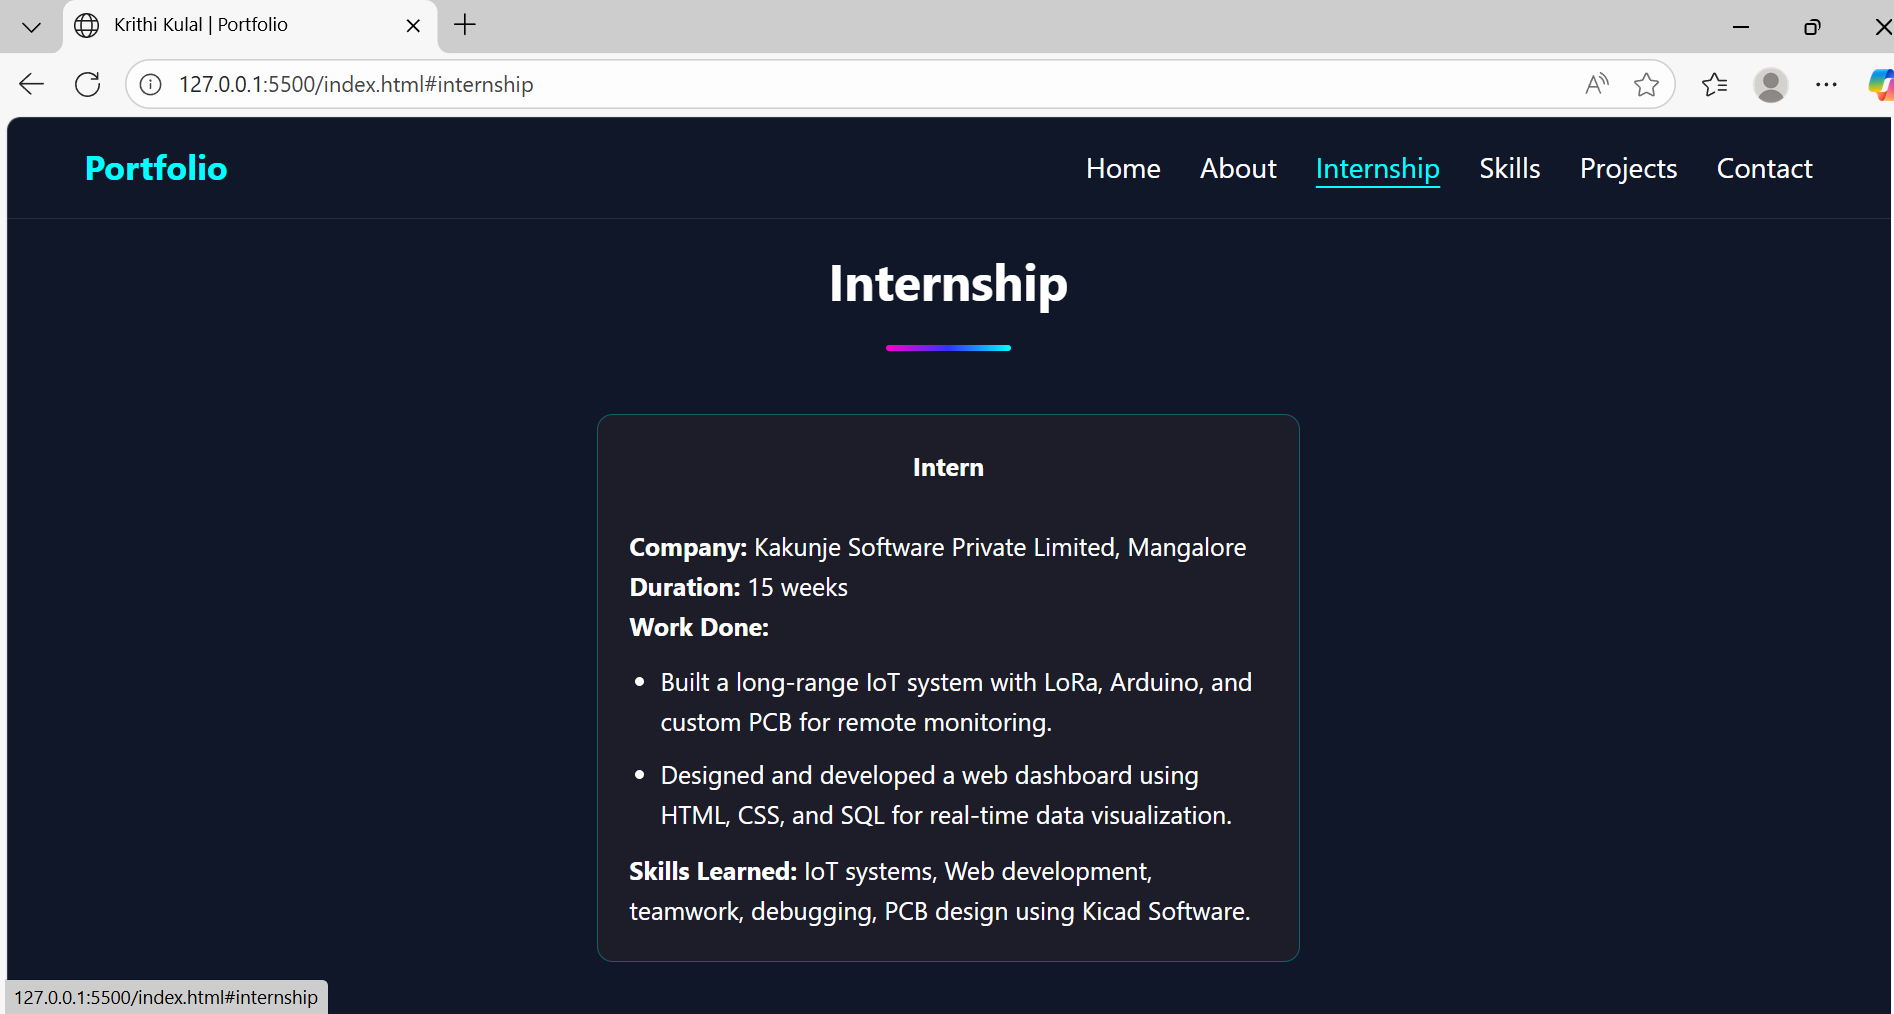 Krithi Kulal | Portfolio
127.0.0.1:5500/index.html#internship
Portfolio
Home About Internship Skills Projects Contact
Internship
Intern
Company: Kakunje Software Private Limited, Mangalore
Duration: 15 weeks
Work Done:
• Built a long-range IoT system with LoRa, Arduino, and
custom PCB for remote monitoring.
• Designed and developed a web dashboard using
HTML, CSS, and SQL for real-time data visualization.
Skills Learned: IoT systems, Web development,
teamwork, debugging, PCB design using Kicad Software.
127.0.0.1:5500/index.html#internship